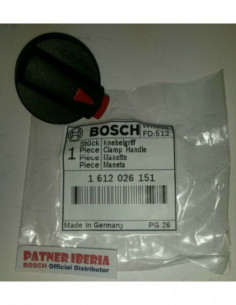 BOSCH
FD:512
Stück Knebelgriff
1 Piece Clamp Handle
Pièce Manette
Pieza Maneta
1 612 026 151
Made in Germany PG 26
PATNER IBERIA
BOSCH Official Distributor